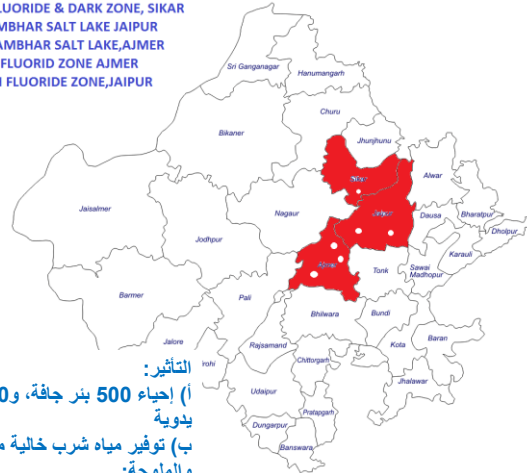 LUORIDE & DARK ZONE, SIKAR
MBHAR SALT LAKE JAIPUR
AMBHAR SALT LAKE,AJMER
FLUORID ZONE AJMER
I FLUORIDE ZONE,JAIPUR
Sri Ganganagar
Hanumangarh
Churu
Bikaner
Jhunjhunu
Sikar
Alwar
Jaisalmer
Nagaur
Jaipur
Dausa
Bharatpur
Dholpur
Jodhpur
Karauli
Ajmer
Tonk
Sawai
Madhopur
Barmer
Pali
Bhilwara
Bundi
Jalore
irohi
Rajsamand
Kota
Baran
Chittorgarh
Jhalawar
Udaipur
Pratapgarh
Dungarpur
Banswara
التأثير:
أ) إحياء 500 بئر جافة، و0
يدوية
ب) توفير مياه شرب خالية م
والملوحة: